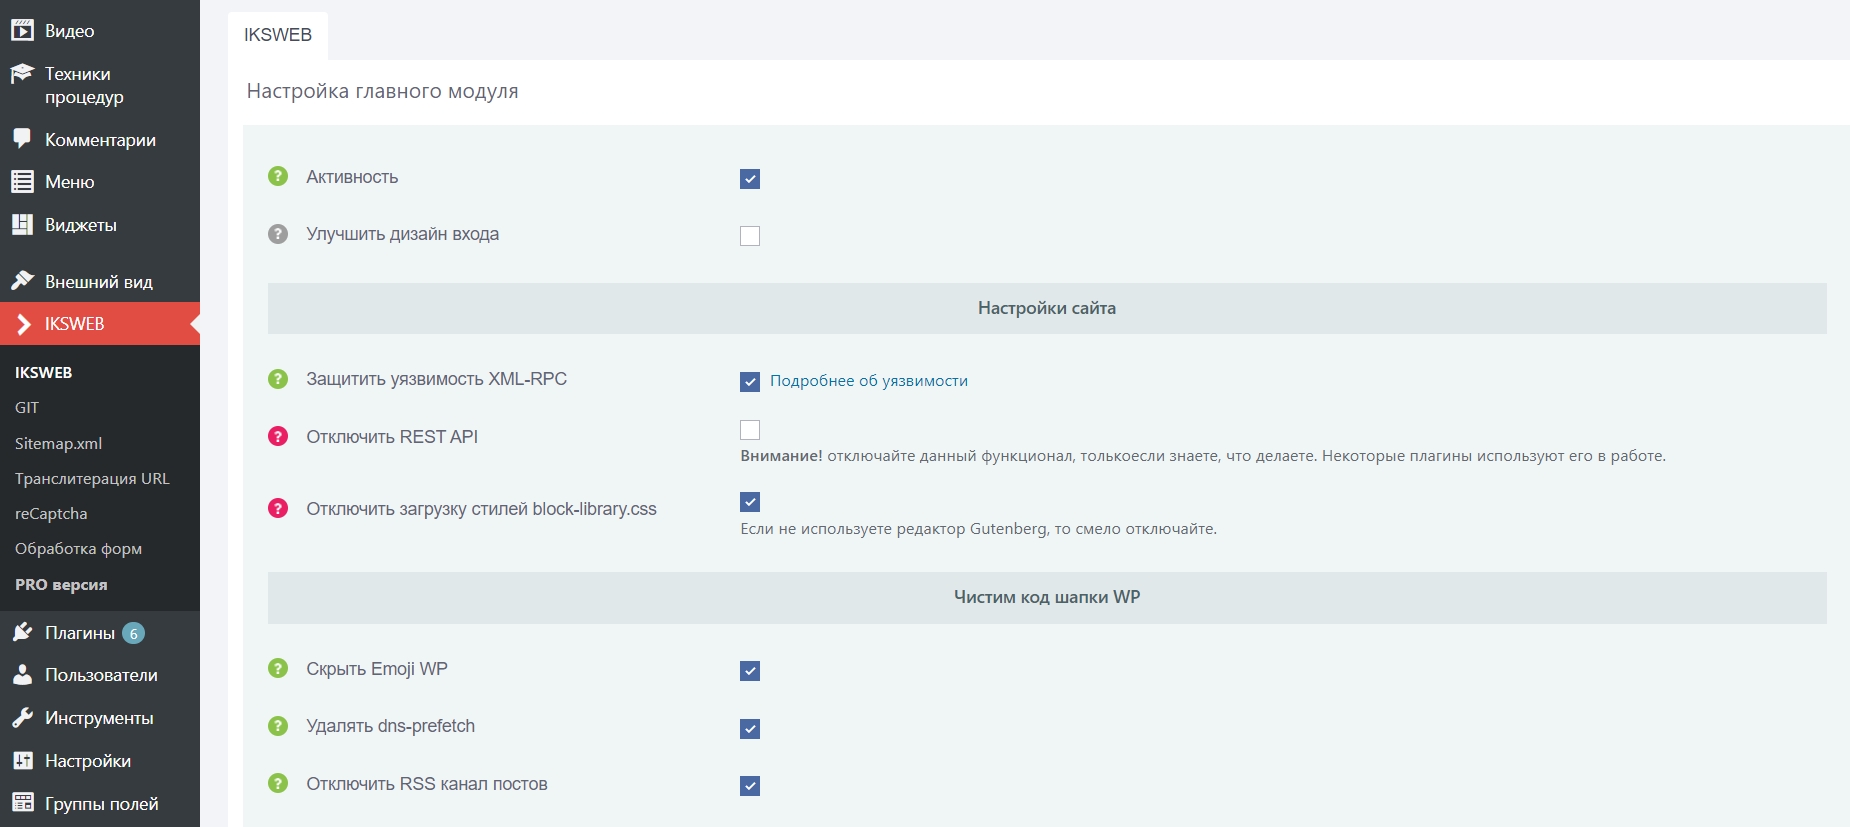 Видео
Техники
процедур
Комментарии
Меню
Виджеты
Внешний вид
IKSWEB
IKSWEB
GIT
Sitemap.xml
Транслитерация URL
reCaptcha
Обработка форм
PRO версия
Плагины 6
Пользователи
Инструменты
Настройки
Группы полей
IKSWEB
Настройка главного модуля
? Активность
? Улучшить дизайн входа
Настройки сайта
? Защитить уязвимость XML-RPC Подробнее об уязвимости
? Отключить REST API
Внимание! отключайте данный функционал, толькоесли знаете, что делаете. Некоторые плагины используют его в работе.
? Отключить загрузку стилей block-library.css
Если не используете редактор Gutenberg, то смело отключайте.
Чистим код шапки WP
? Скрыть Emoji WP
? Удалять dns-prefetch
? Отключить RSS канал постов